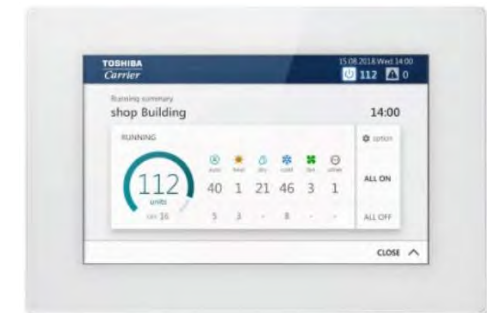 TOSHIBA
Carrier
15.08.2018 Wed 14:00
112 0
Running summary
shop Building
14:00
RUNNING
option
auto heat dry cool fan other
112
units
40 1 21 46 3 1
ALL ON
16
5 3 - 8 - -
ALL OFF
CLOSE